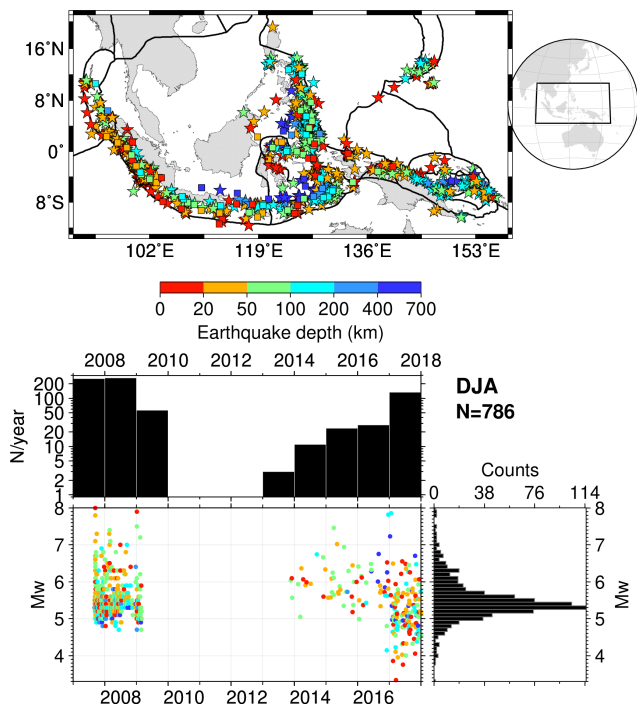 16°N
8°N
0°
8°S
102°E 119°E 136°E 153°E
0 20 50 100 200 400 700
Earthquake depth (km)
2008 2010 2012 2014 2016 2018
200
100
50
20
10
5
2
1
N/year
DJA
N=786
Counts
0 38 76 114
8
7
6
5
4
Mw
8
7
6
5
4
Mw
2008 2010 2012 2014 2016